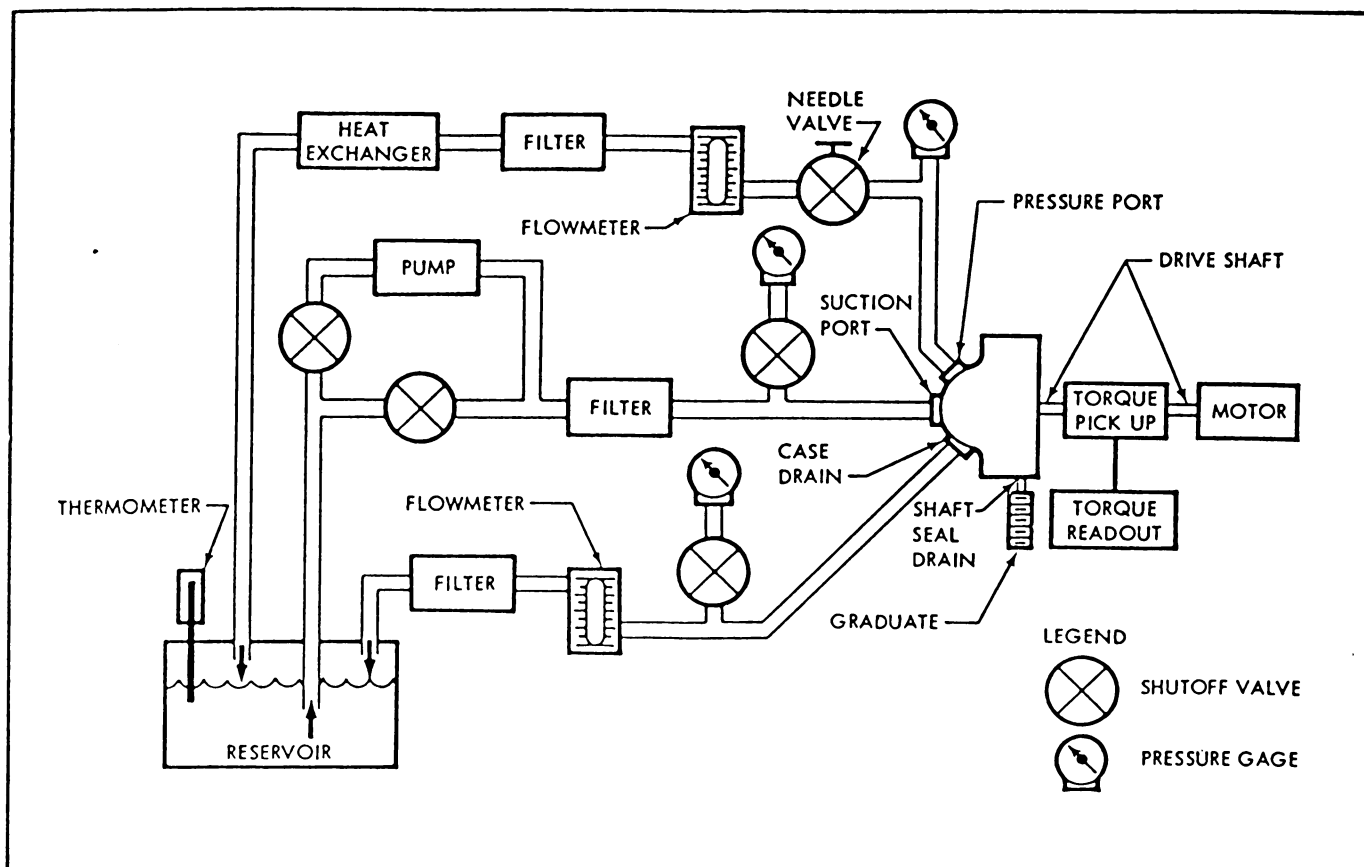 NEEDLE
VALVE
HEAT
EXCHANGER
FILTER
FLOWMETER
PRESSURE PORT
PUMP
DRIVE SHAFT
SUCTION
PORT
FILTER
TORQUE
PICK UP
MOTOR
CASE
DRAIN
THERMOMETER
FLOWMETER
SHAFT
SEAL
DRAIN
TORQUE
READOUT
FILTER
GRADUATE
LEGEND
SHUTOFF VALVE
RESERVOIR
PRESSURE GAGE